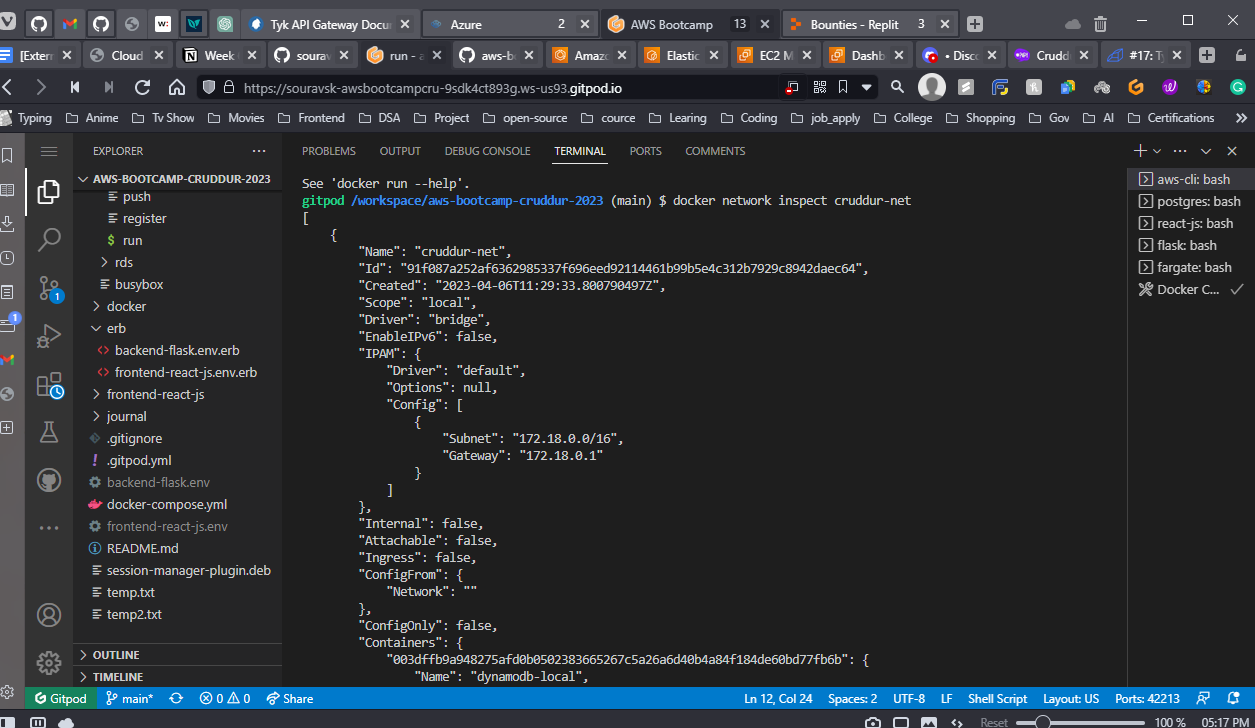 Tyk API Gateway Docu
Azure 2
AWS Bootcamp 13
Bounties - Replit 3
[Exter
Cloud
Week
sourav
run - a
aws-b
Amaz
Elastic
EC2 M
Dashb
• Disc
Crudd
#17: T
https://souravsk-awsbootcampcru-9sdk4ct893g.ws-us93.gitpod.io
Typing
Anime
Tv Show
Movies
Frontend
DSA
Project
open-source
cource
Learing
Coding
job_apply
College
Shopping
Gov
AI
Certifications
EXPLORER
AWS-BOOTCAMP-CRUDDUR-2023
push
register
$ run
rds
busybox
docker
erb
backend-flask.env.erb
frontend-react-js.env.erb
frontend-react-js
journal
.gitignore
! .gitpod.yml
backend-flask.env
docker-compose.yml
frontend-react-js.env
README.md
session-manager-plugin.deb
temp.txt
temp2.txt
OUTLINE
TIMELINE
1
1
PROBLEMS OUTPUT DEBUG CONSOLE TERMINAL PORTS COMMENTS
See 'docker run --help'.
gitpod /workspace/aws-bootcamp-cruddur-2023 (main) $ docker network inspect cruddur-net
[
{
"Name": "cruddur-net",
"Id": "91f087a252af6362985337f696eed92114461b99b5e4c312b7929c8942daec64",
"Created": "2023-04-06T11:29:33.800790497Z",
"Scope": "local",
"Driver": "bridge",
"EnableIPv6": false,
"IPAM": {
"Driver": "default",
"Options": null,
"Config": [
{
"Subnet": "172.18.0.0/16",
"Gateway": "172.18.0.1"
}
]
},
"Internal": false,
"Attachable": false,
"Ingress": false,
"ConfigFrom": {
"Network": ""
},
"ConfigOnly": false,
"Containers": {
"003dffb9a948275afd0b0502383665267c5a26a6d40b4a84f184de60bd77fb6b": {
"Name": "dynamodb-local",
aws-cli: bash
postgres: bash
react-js: bash
flask: bash
fargate: bash
Docker C...
Gitpod main* 0 0 Share
Ln 12, Col 24 Spaces: 2 UTF-8 LF Shell Script Layout: US Ports: 42213
Reset 100 % 05:17 PM